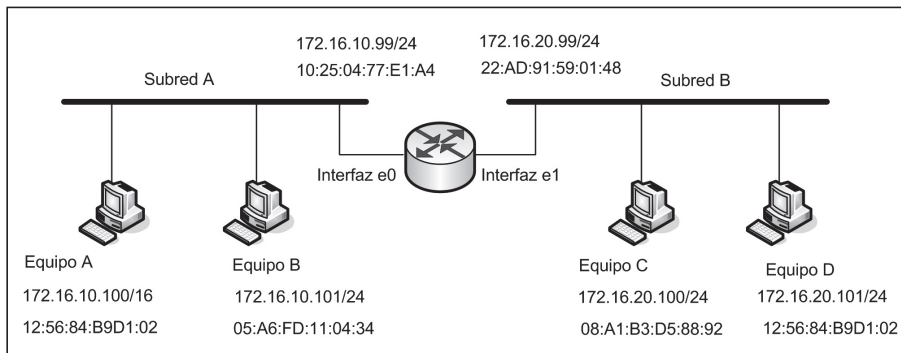 172.16.10.99/24
172.16.20.99/24
10:25:04:77:E1:A4
22:AD:91:59:01:48
Subred A
Subred B
Interfaz e0
Interfaz e1
Equipo A
Equipo B
Equipo C
Equipo D
172.16.10.100/16
172.16.10.101/24
172.16.20.100/24
172.16.20.101/24
12:56:84:B9D1:02
05:A6:FD:11:04:34
08:A1:B3:D5:88:92
12:56:84:B9D1:02